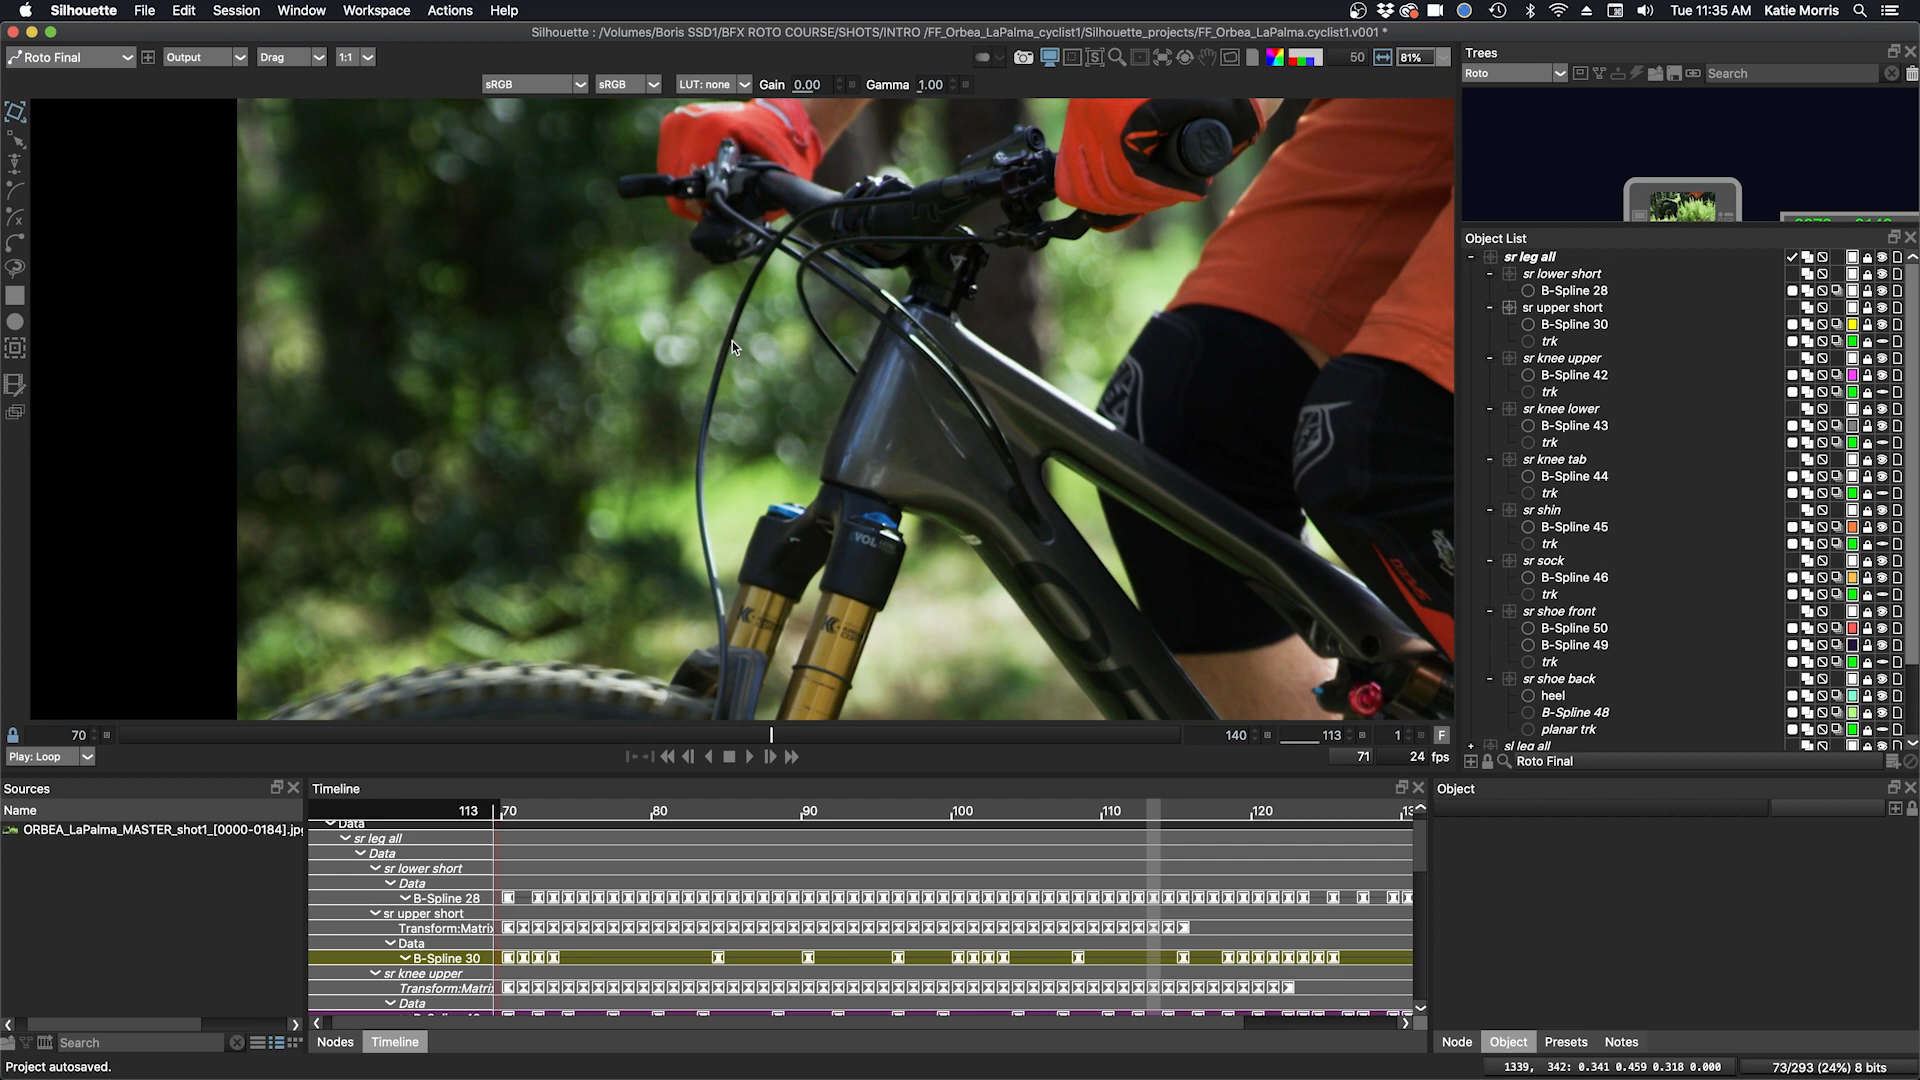 Silhouette File Edit Session Window Workspace Actions Help Tue 11:35 AM Katie Morris
Silhouette : /Volumes/Boris SSD1/BFX ROTO COURSE/SHOTS/INTRO /FF_Orbea_LaPalma_cyclist1/Silhouette_projects/FF_Orbea_LaPalma.cyclist1.v001 *
Roto Final Output Drag 1:1 50 81%
sRGB sRGB LUT: none Gain 0.00 Gamma 1.00
Trees
Roto Search
Object List
sr leg all
sr lower short
B-Spline 28
sr upper short
B-Spline 30
trk
sr knee upper
B-Spline 42
trk
sr knee lower
B-Spline 43
trk
sr knee tab
B-Spline 44
trk
sr shin
B-Spline 45
trk
sr sock
B-Spline 46
trk
sr shoe front
B-Spline 50
B-Spline 49
trk
sr shoe back
heel
B-Spline 48
planar trk
sl leg all
Roto Final
VOL
70 140 113 1 F
Play: Loop 71 24 fps
Sources
Name
ORBEA_LaPalma_MASTER_shot1_[0000-0184].jp
Search
Timeline
113 70 80 90 100 110 120
Data
sr leg all
Data
sr lower short
Data
B-Spline 28
sr upper short
Transform:Matri
Data
B-Spline 30
sr knee upper
Transform:Matri
Data
Nodes Timeline
Object
Node Object Presets Notes
Project autosaved.
1339, 342: 0.341 0.459 0.318 0.000 73/293 (24%) 8 bits